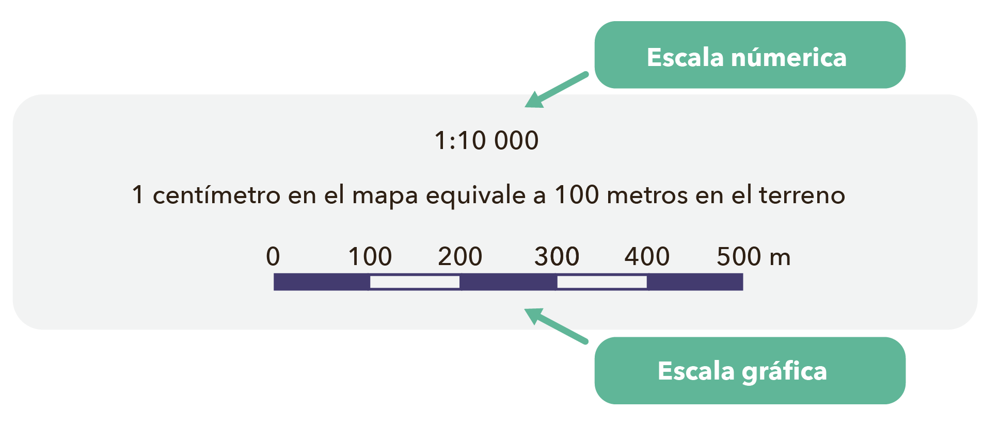 Escala númerica
1:10 000
1 centímetro en el mapa equivale a 100 metros en el terreno
0 100 200 300 400 500 m
Escala gráfica